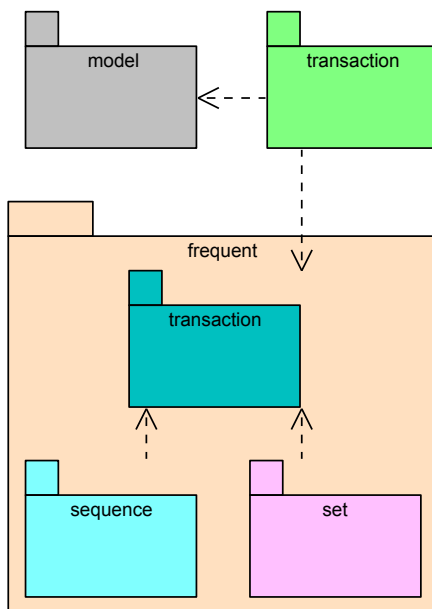 model
transaction
frequent
transaction
sequence
set